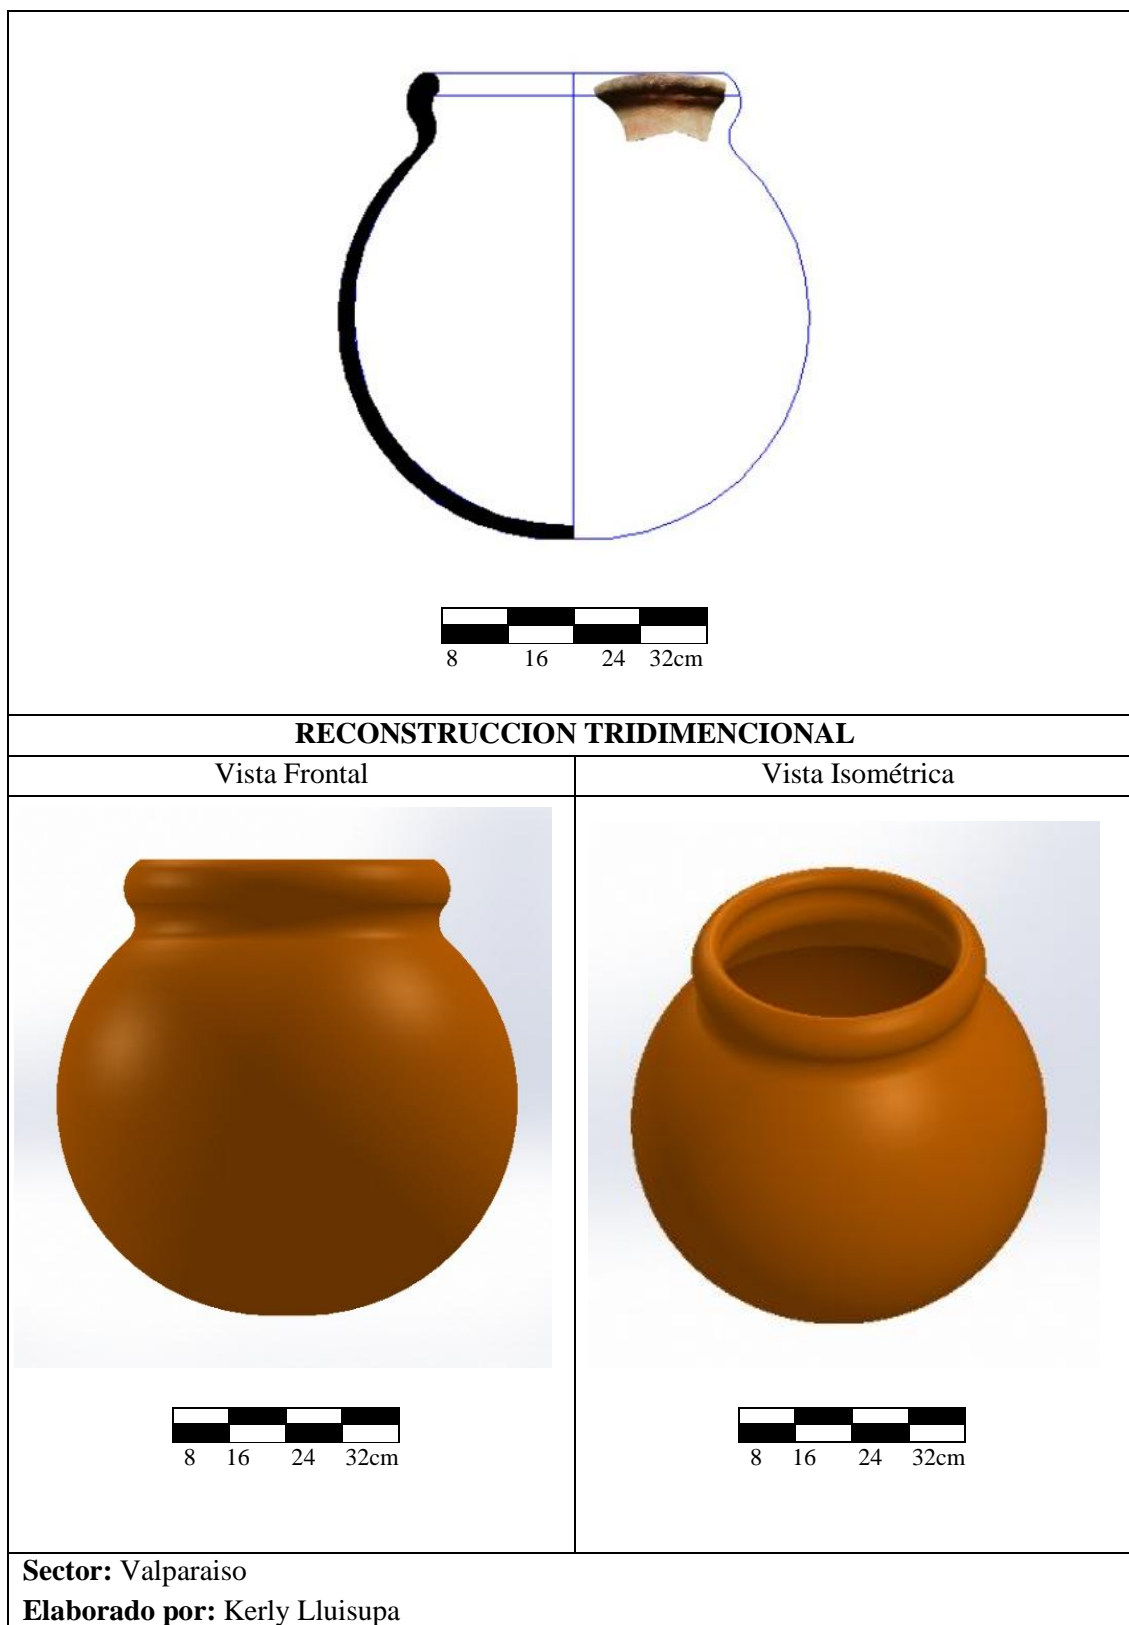 8 16 24 32cm
RECONSTRUCCION TRIDIMENCIONAL
Vista Frontal
Vista Isométrica
8 16 24 32cm
8 16 24 32cm
Sector: Valparaiso
Elaborado por: Kerly Lluisupa